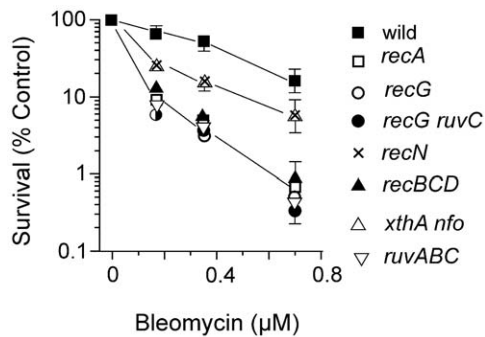 Survival (% Control)
100
10
1
0.1
0
0.4
0.8
Bleomycin (μM)
wild
recA
recG
recG ruvC
recN
recBCD
xthA nfo
ruvABC